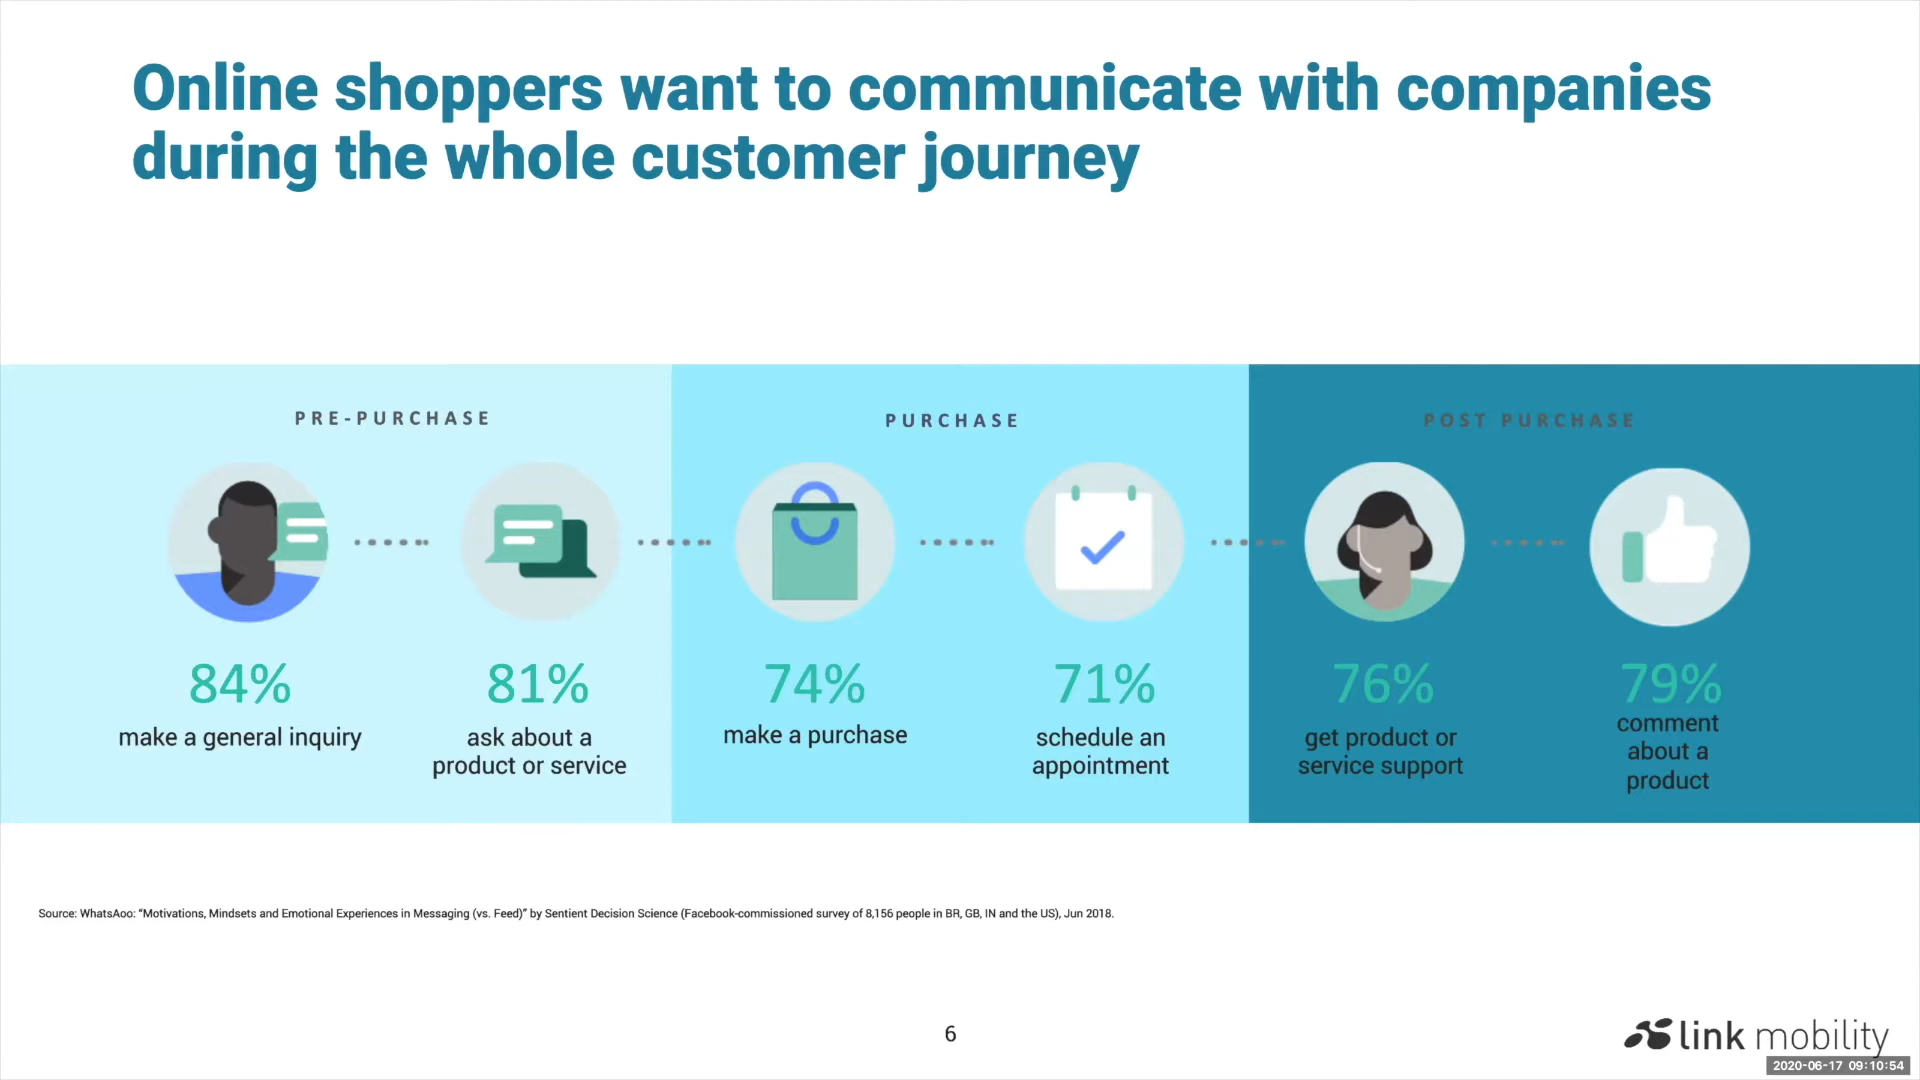 Online shoppers want to communicate with companies
during the whole customer journey
PRE-PURCHASE
PURCHASE
POST PURCHASE
84%
make a general inquiry
81%
ask about a
product or service
74%
make a purchase
71%
schedule an
appointment
76%
get product or
service support
79%
comment
about a
product
Source: WhatsAoo: “Motivations, Mindsets and Emotional Experiences in Messaging (vs. Feed)” by Sentient Decision Science (Facebook-commissioned survey of 8,156 people in BR, GB, IN and the US), Jun 2018.
6
link mobility
2020-06-17 09:10:54